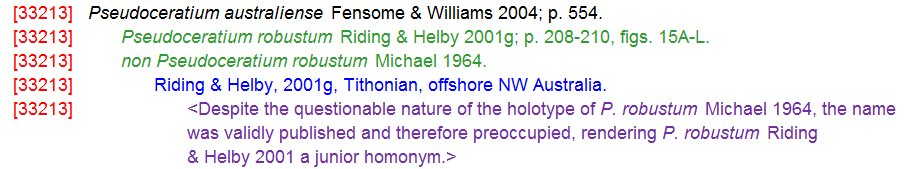 [33213] Pseudoceratium australiense Fensome & Williams 2004; p. 554.
[33213] Pseudoceratium robustum Riding & Helby 2001g; p. 208-210, figs. 15A-L.
[33213] non Pseudoceratium robustum Michael 1964.
[33213] Riding & Helby, 2001g, Tithonian, offshore NW Australia.
[33213] <Despite the questionable nature of the holotype of P. robustum Michael 1964, the name
was validly published and therefore preoccupied, rendering P. robustum Riding
& Helby 2001 a junior homonym.>